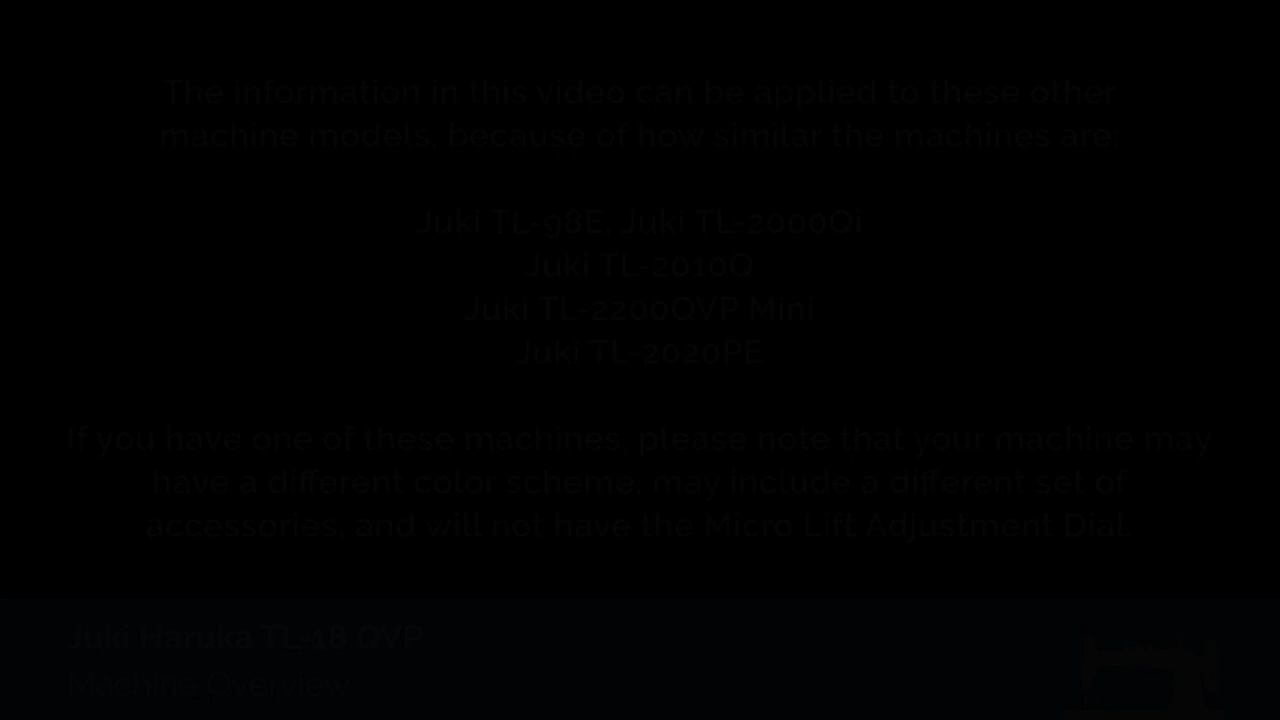 The information in this video can be applied to these other
machine models, because of how similar the machines are:
Juki TL-98E, Juki TL-2000Qi
Juki TL-2010Q
Juki TL-2200QVP Mini
Juki TL-2020PE
If you have one of these machines, please note that your machine may
have a different color scheme, may include a different set of
accessories, and will not have the Micro Lift Adjustment Dial.
Juki Haruka TL-18 QVP
Machine Overview